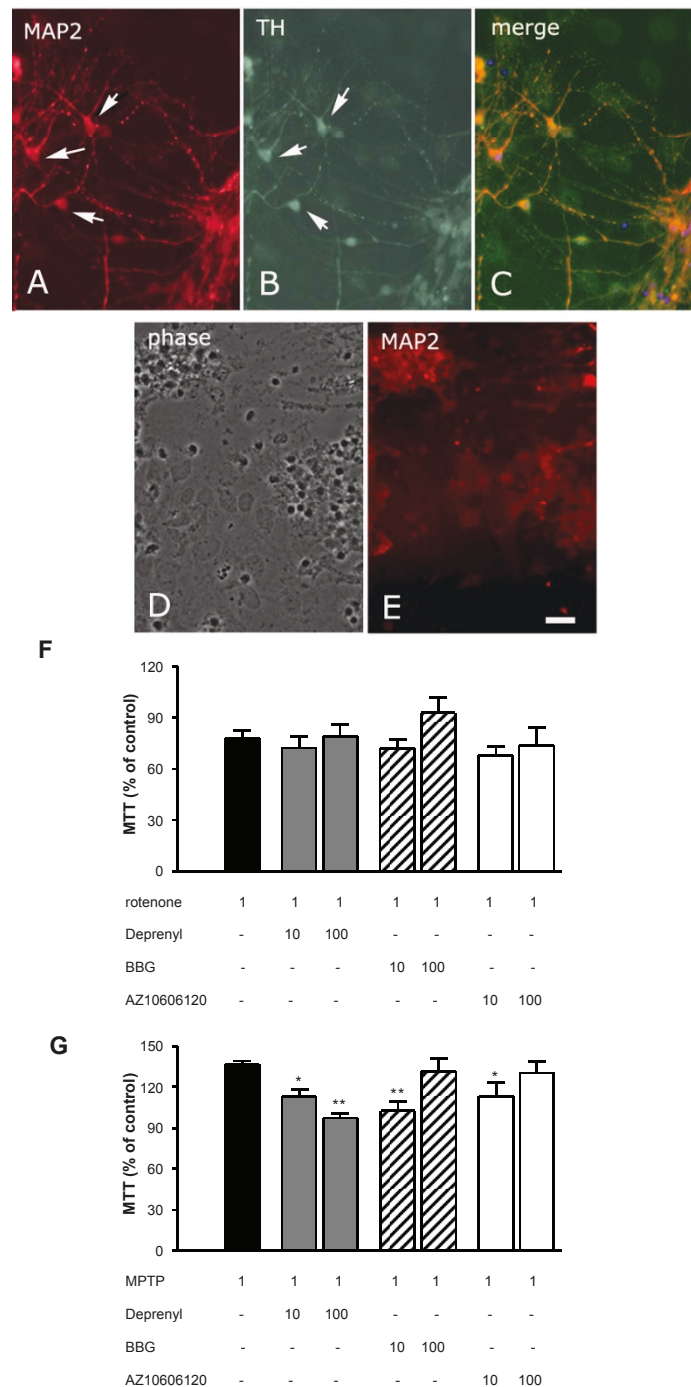 MAP2 TH merge
A B C
phase MAP2
D E
F
120
90
60
30
0
MTT (% of control)
rotenone 1 1 1 1 1 1 1
Deprenyl - 10 100 - - - -
BBG - - - 10 100 - -
AZ10606120 - - - - - 10 100
G
150
120
90
60
30
0
MTT (% of control)
* ** ** *
MPTP 1 1 1 1 1 1 1
Deprenyl - 10 100 - - - -
BBG - - - 10 100 - -
AZ10606120 - - - - - 10 100